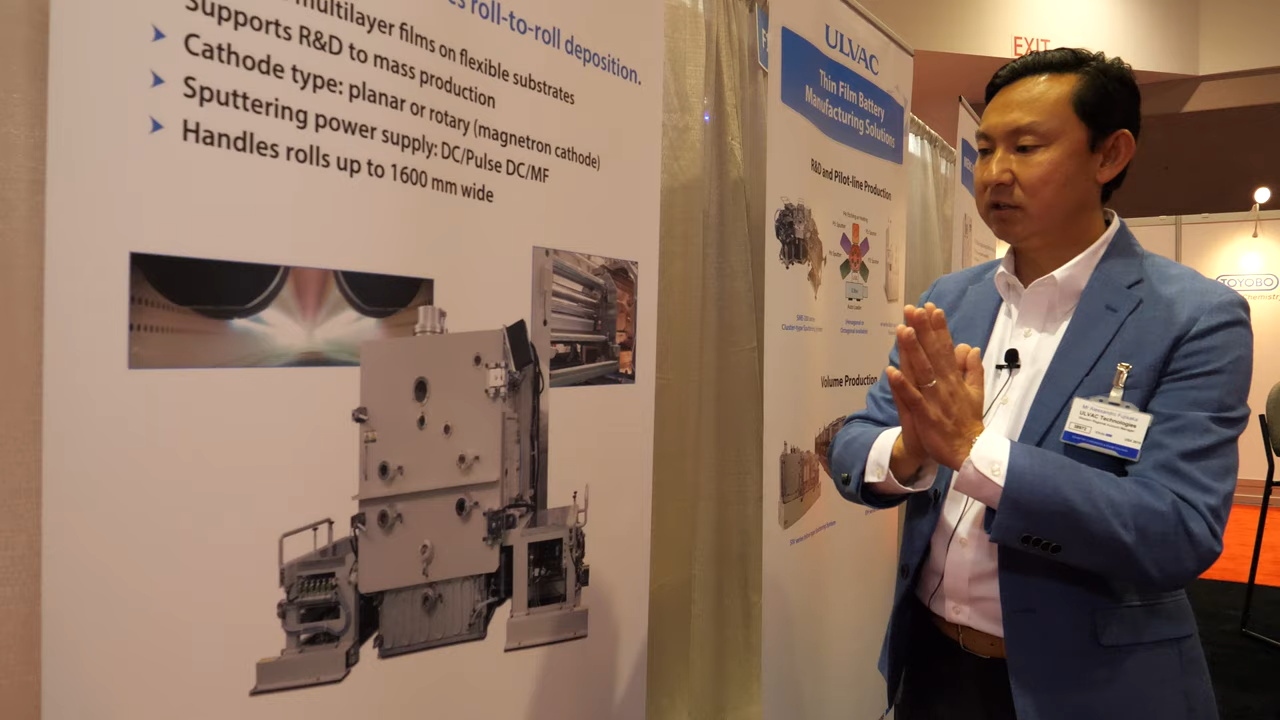 roll-to-roll deposition.
multilayer films on flexible substrates
Supports R&D to mass production
Cathode type: planar or rotary (magnetron cathode)
Sputtering power supply: DC/Pulse DC/MF
Handles rolls up to 1600 mm wide
ULVAC
Thin Film Battery
Manufacturing Solutions
R&D and Pilot-line Production
Volume Production
EXIT
TOYOBO
ULVAC Technologies